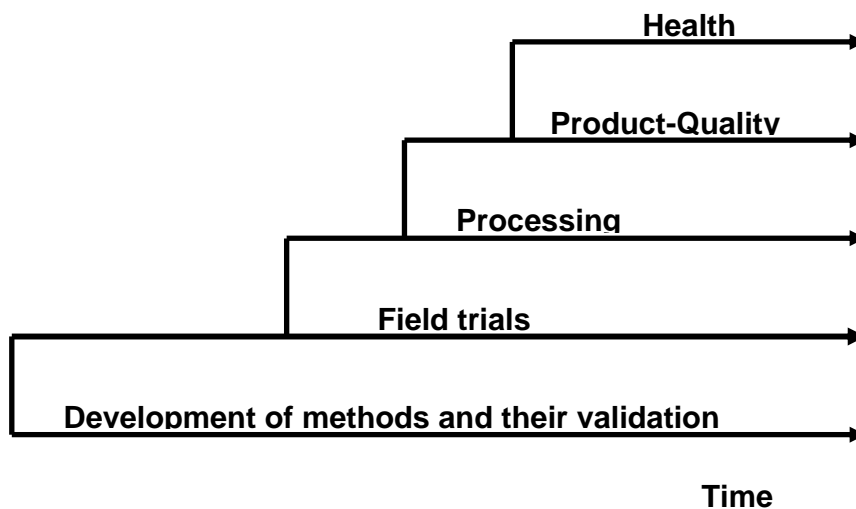 Health
Product-Quality
Processing
Field trials
Development of methods and their validation
Time